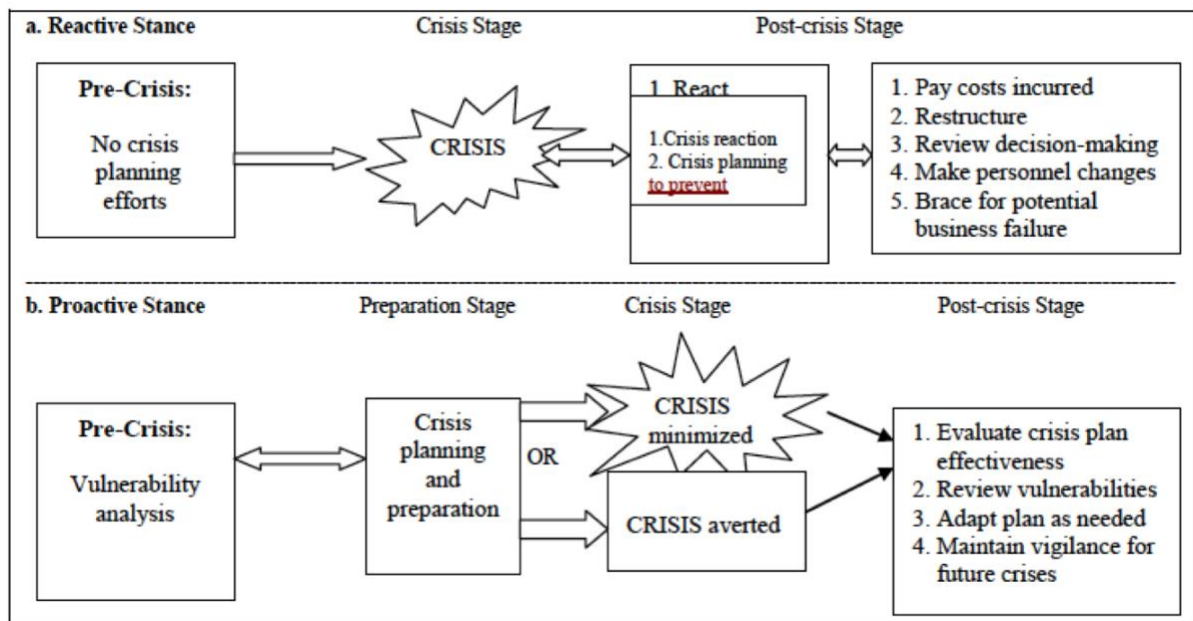 a. Reactive Stance
Crisis Stage
Post-crisis Stage
Pre-Crisis:
No crisis
planning
efforts
CRISIS
1. React
1.Crisis reaction
2. Crisis planning
to prevent
1. Pay costs incurred
2. Restructure
3. Review decision-making
4. Make personnel changes
5. Brace for potential
business failure
b. Proactive Stance
Preparation Stage
Crisis Stage
Post-crisis Stage
Pre-Crisis:
Vulnerability
analysis
Crisis
planning
and
preparation
OR
CRISIS
minimized
CRISIS averted
1. Evaluate crisis plan
effectiveness
2. Review vulnerabilities
3. Adapt plan as needed
4. Maintain vigilance for
future crises